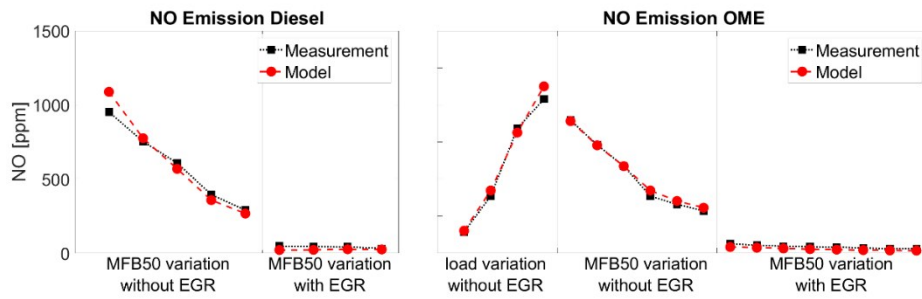 NO Emission Diesel
NO Emission OME
1500
1000
500
0
NO [ppm]
Measurement
Model
Measurement
Model
MFB50 variation
without EGR
MFB50 variation
with EGR
load variation
without EGR
MFB50 variation
without EGR
MFB50 variation
with EGR